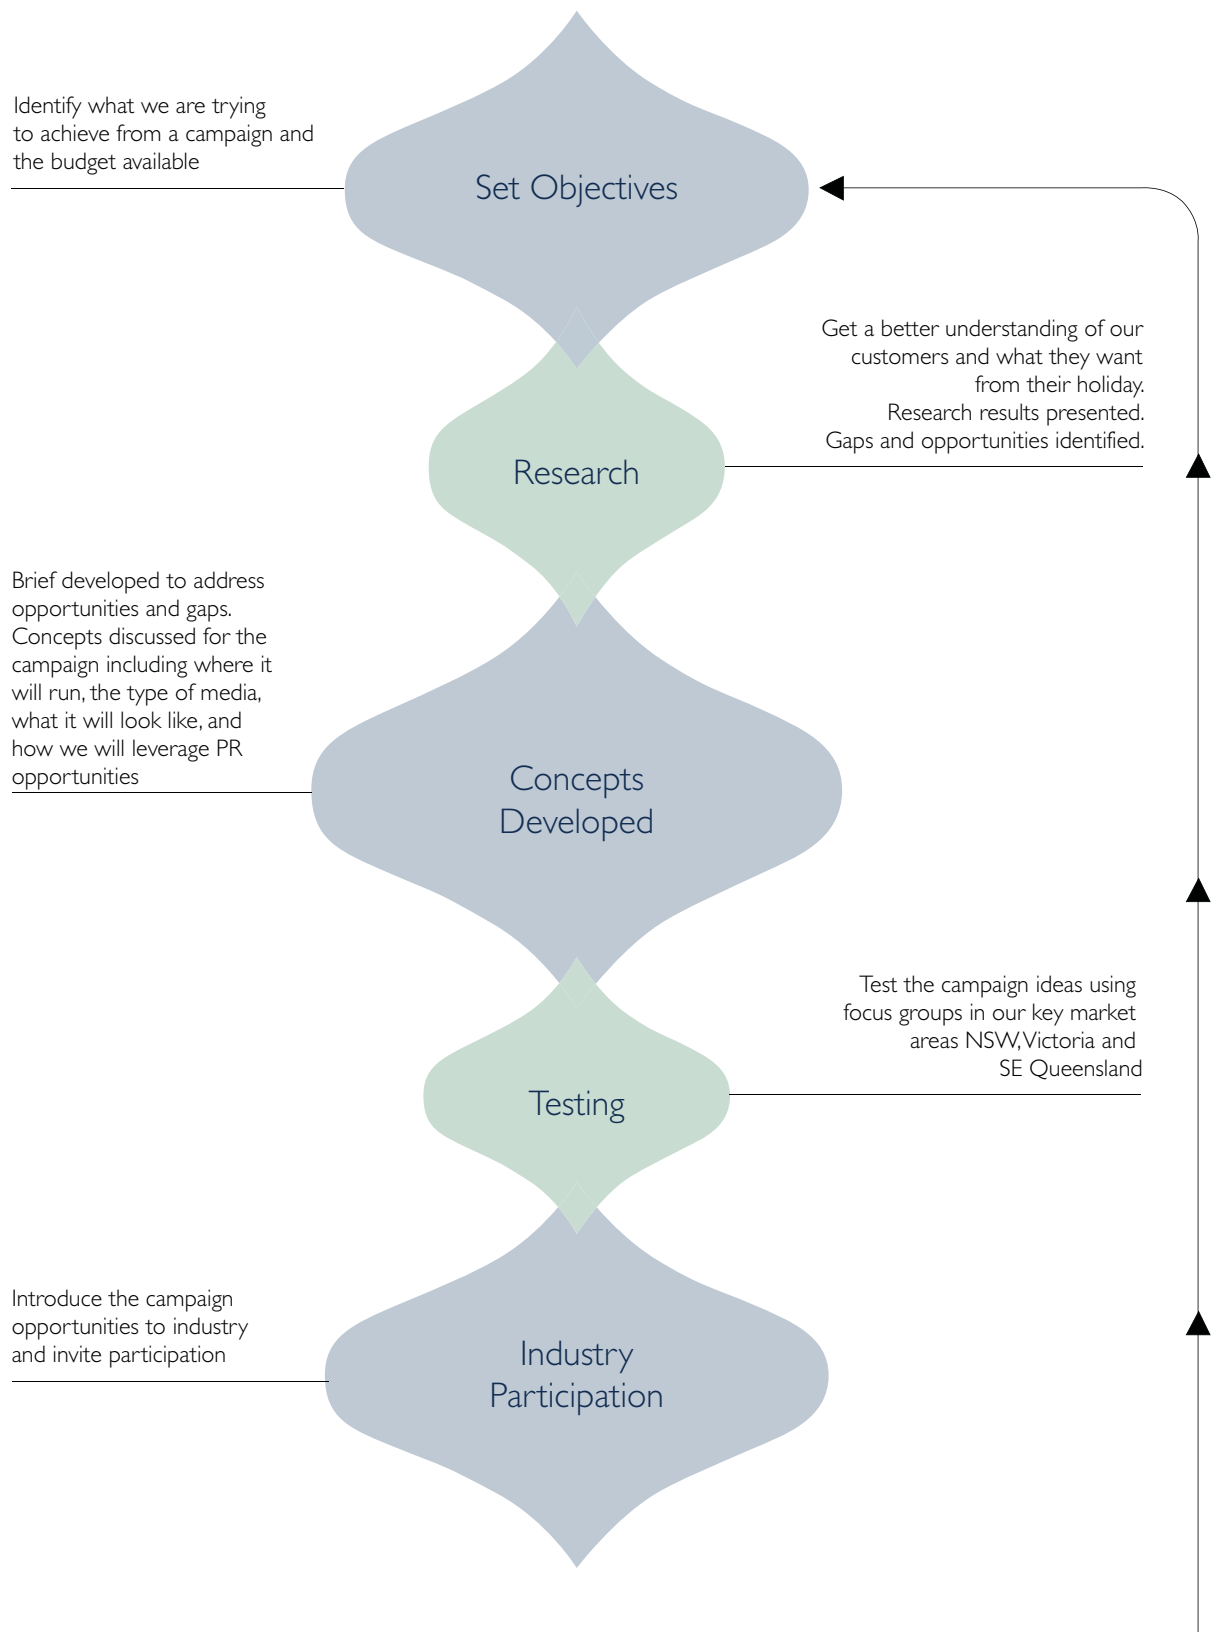 Identify what we are trying
to achieve from a campaign and
the budget available
Set Objectives
Get a better understanding of our
customers and what they want
from their holiday.
Research results presented.
Gaps and opportunities identified.
Research
Brief developed to address
opportunities and gaps.
Concepts discussed for the
campaign including where it
will run, the type of media,
what it will look like, and
how we will leverage PR
opportunities
Concepts
Developed
Test the campaign ideas using
focus groups in our key market
areas NSW, Victoria and
SE Queensland
Testing
Introduce the campaign
opportunities to industry
and invite participation
Industry
Participation